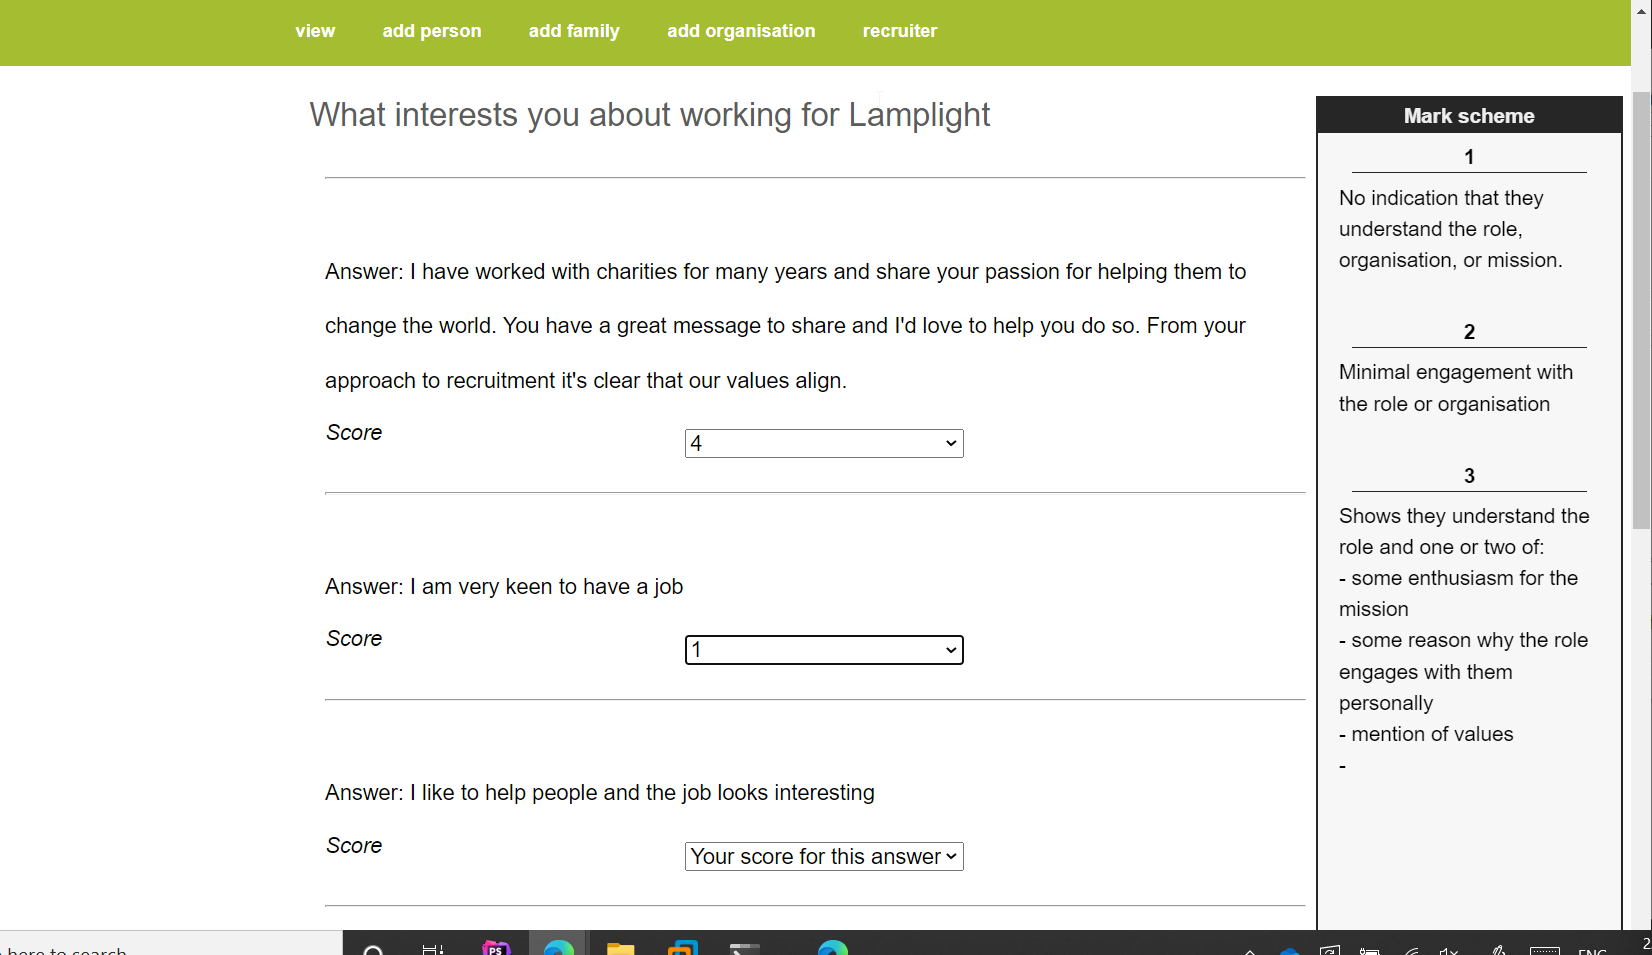 view add person add family add organisation recruiter
What interests you about working for Lamplight
Answer: I have worked with charities for many years and share your passion for helping them to
change the world. You have a great message to share and I'd love to help you do so. From your
approach to recruitment it's clear that our values align.
Score
4
Answer: I am very keen to have a job
Score
1
Answer: I like to help people and the job looks interesting
Score
Your score for this answer
Mark scheme
1
No indication that they
understand the role,
organisation, or mission.
2
Minimal engagement with
the role or organisation
3
Shows they understand the
role and one or two of:
- some enthusiasm for the
mission
- some reason why the role
engages with them
personally
- mention of values
-
here to search
PS
ENG
2